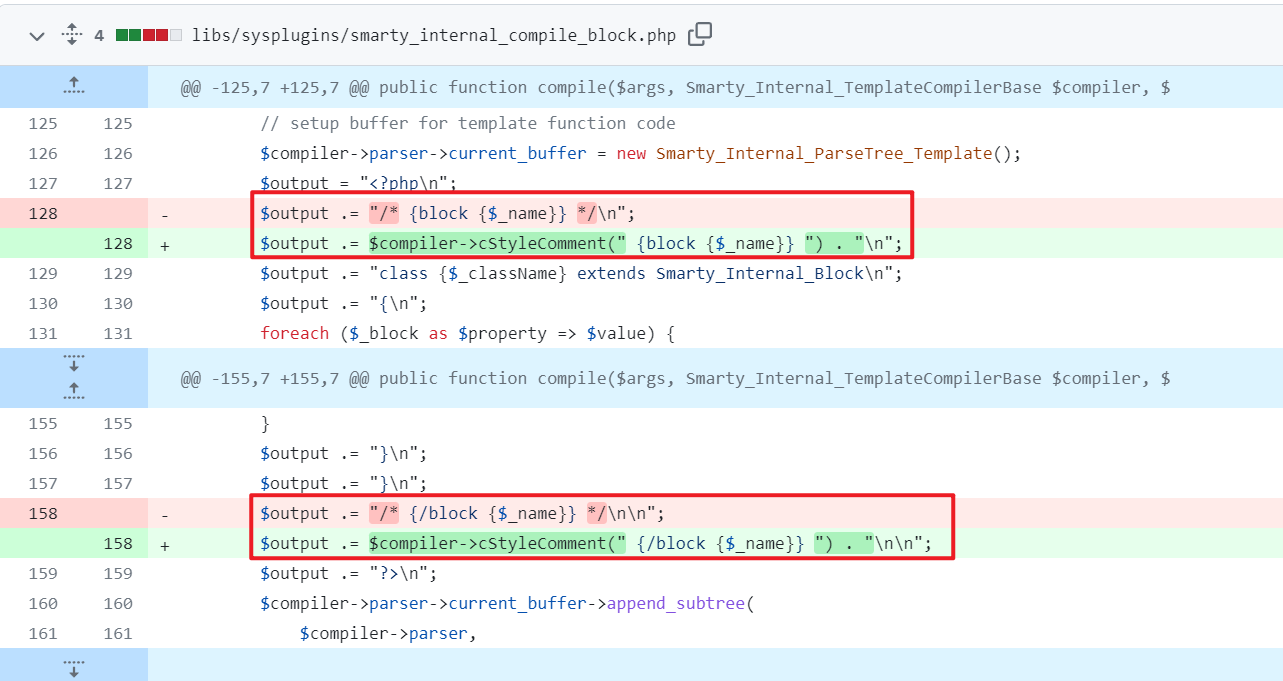 4 libs/sysplugins/smarty_internal_compile_block.php
@@ -125,7 +125,7 @@ public function compile($args, Smarty_Internal_TemplateCompilerBase $compiler, $
125 125 // setup buffer for template function code
126 126 $compiler->parser->current_buffer = new Smarty_Internal_ParseTree_Template();
127 127 $output = "<?php\n";
128 - $output .= "/* {block {$_name}} */\n";
128 + $output .= $compiler->cStyleComment(" {block {$_name}} ") . "\n";
129 129 $output .= "class {$_className} extends Smarty_Internal_Block\n";
130 130 $output .= "{\n";
131 131 foreach ($_block as $property => $value) {
@@ -155,7 +155,7 @@ public function compile($args, Smarty_Internal_TemplateCompilerBase $compiler, $
155 155 }
156 156 $output .= "}\n";
157 157 $output .= "}\n";
158 - $output .= "/* {/block {$_name}} */\n\n";
158 + $output .= $compiler->cStyleComment(" {/block {$_name}} ") . "\n\n";
159 159 $output .= "?>\n";
160 160 $compiler->parser->current_buffer->append_subtree(
161 161 $compiler->parser,